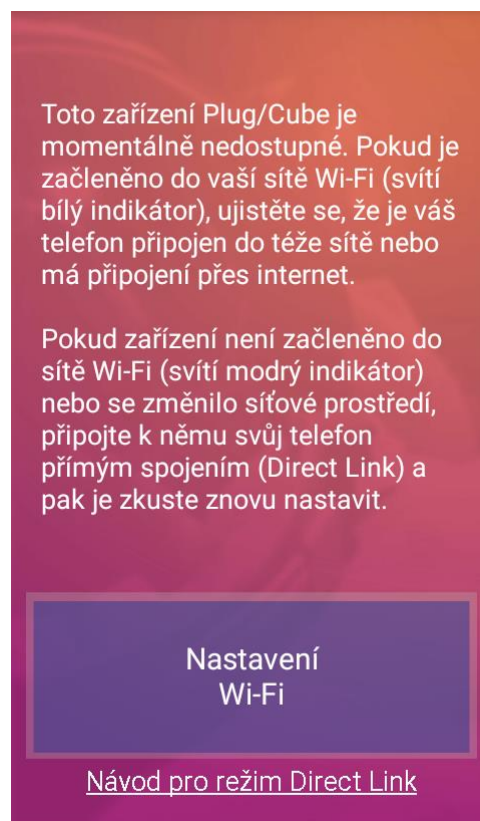 Toto zařízení Plug/Cube je
momentálně nedostupné. Pokud je
začleněno do vaší sítě Wi-Fi (svítí
bílý indikátor), ujistěte se, že je váš
telefon připojen do téže sítě nebo
má připojení přes internet.
Pokud zařízení není začleněno do
sítě Wi-Fi (svítí modrý indikátor)
nebo se změnilo síťové prostředí,
připojte k němu svůj telefon
přímým spojením (Direct Link) a
pak je zkuste znovu nastavit.
Nastavení
Wi-Fi
Návod pro režim Direct Link